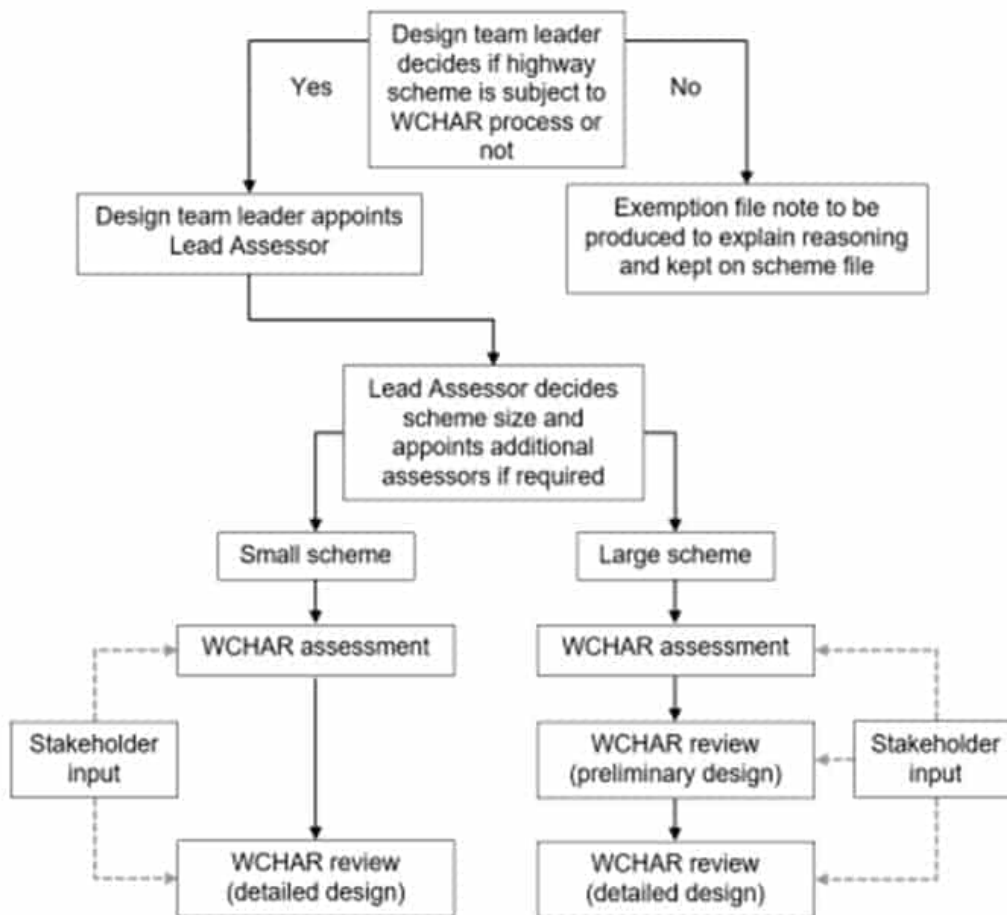 Design team leader
decides if highway
scheme is subject to
WCHAR process or
not
Yes
No
Design team leader appoints
Lead Assessor
Exemption file note to be
produced to explain reasoning
and kept on scheme file
Lead Assessor decides
scheme size and
appoints additional
assessors if required
Small scheme
Large scheme
WCHAR assessment
WCHAR assessment
Stakeholder
input
WCHAR review
(preliminary design)
Stakeholder
input
WCHAR review
(detailed design)
WCHAR review
(detailed design)